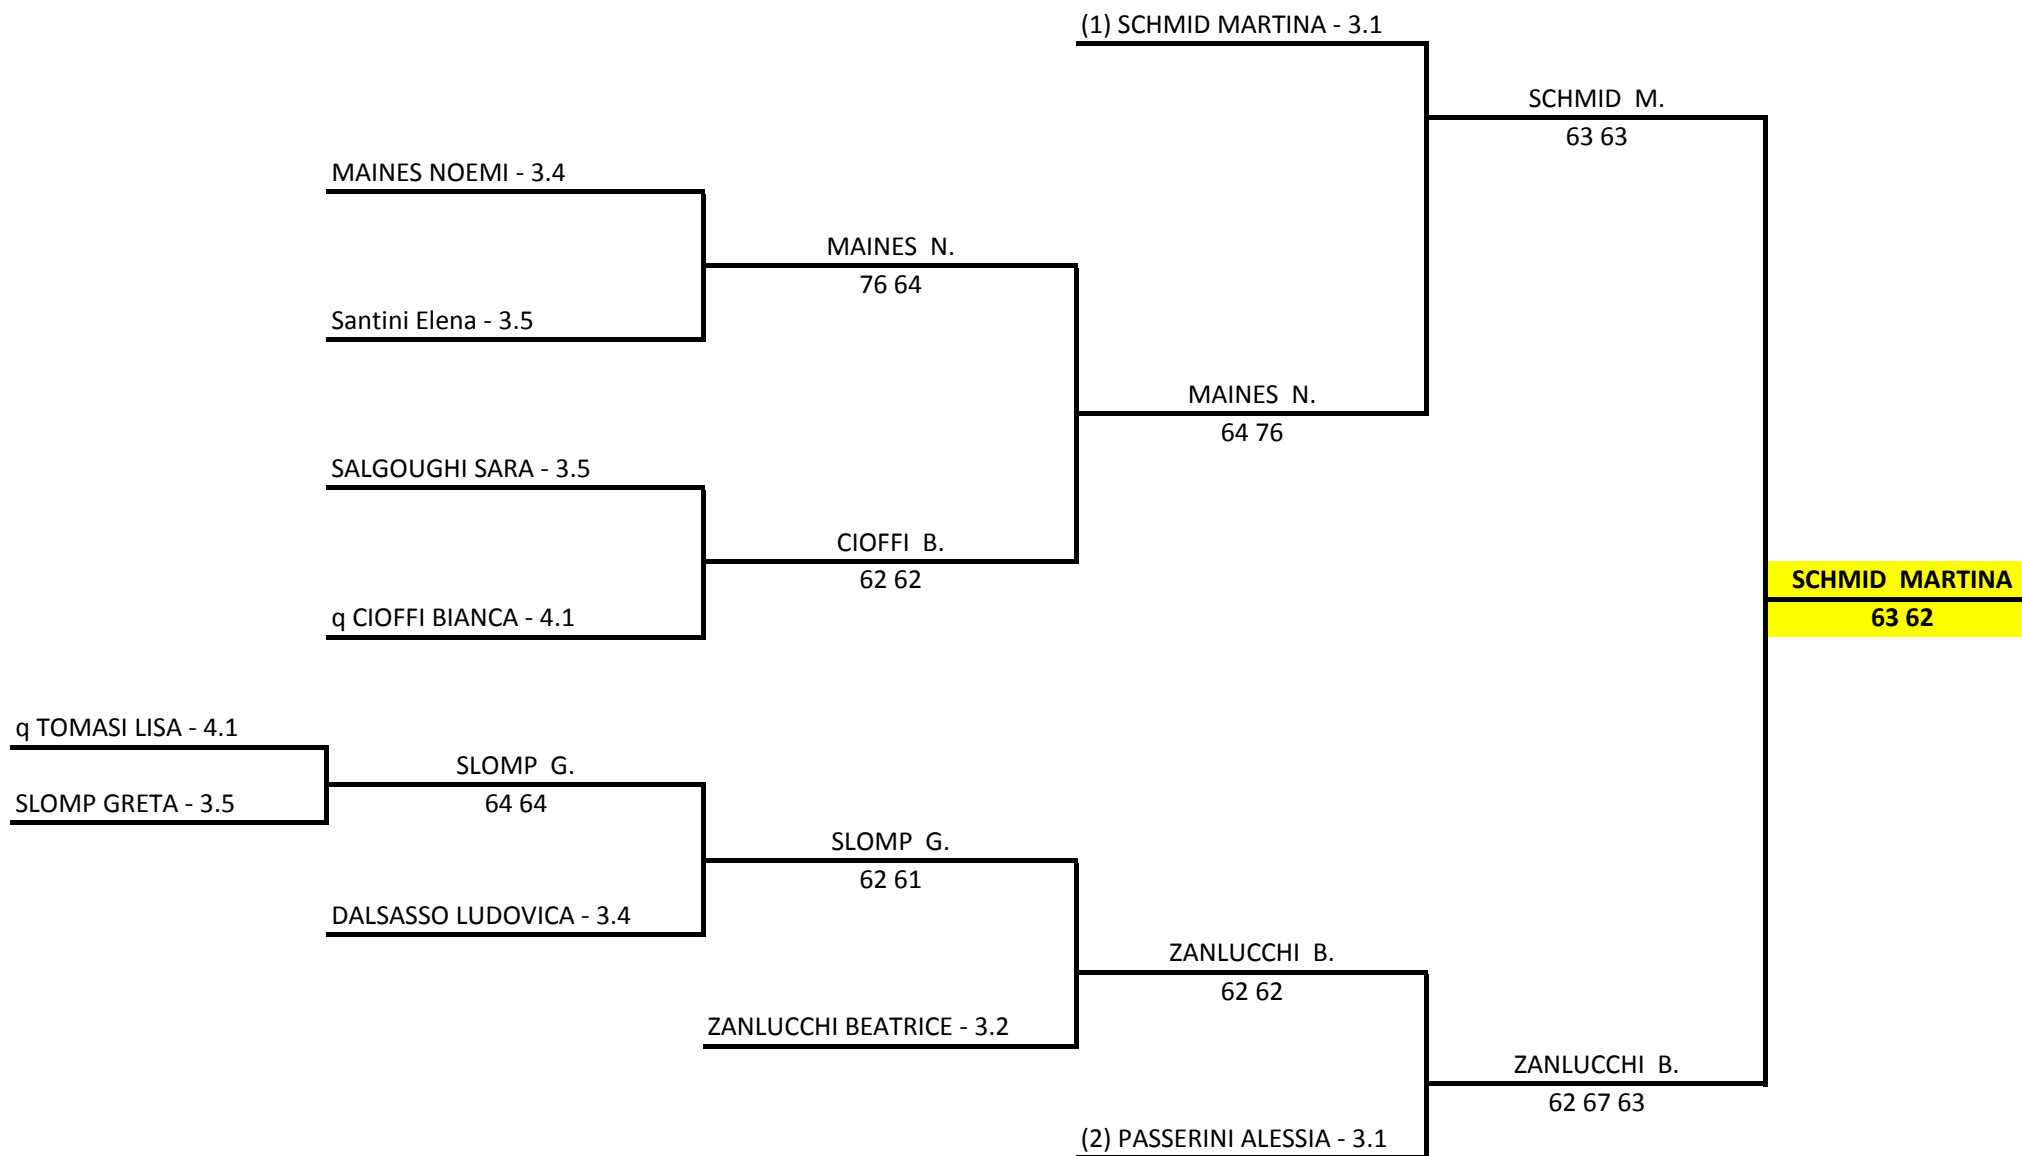 (1) SCHMID MARTINA - 3.1
SCHMID M.
63 63
MAINES NOEMI - 3.4
MAINES N.
76 64
Santini Elena - 3.5
MAINES N.
64 76
SALGOUGHI SARA - 3.5
CIOFFI B.
62 62
SCHMID MARTINA
63 62
q CIOFFI BIANCA - 4.1
q TOMASI LISA - 4.1
SLOMP G.
64 64
SLOMP GRETA - 3.5
SLOMP G.
62 61
DALSASSO LUDOVICA - 3.4
ZANLUCCHI B.
62 62
ZANLUCCHI BEATRICE - 3.2
ZANLUCCHI B.
62 67 63
(2) PASSERINI ALESSIA - 3.1